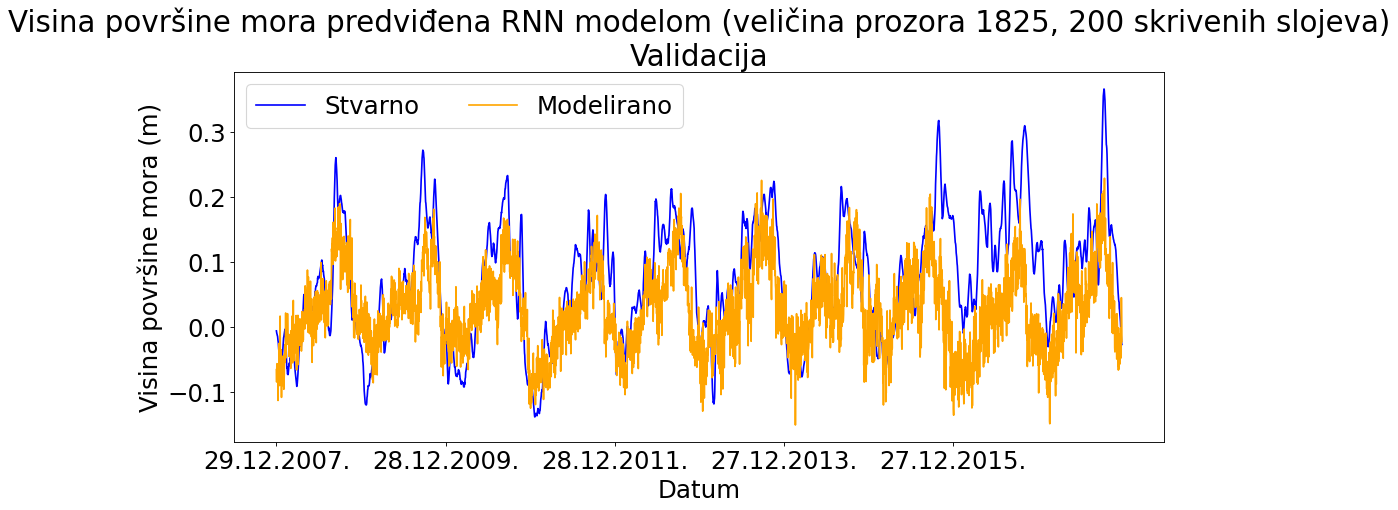 Visina površine mora predviđena RNN modelom (veličina prozora 1825, 200 skrivenih slojeva)
Validacija
Stvarno Modelirano
Visina površine mora (m)
0.3
0.2
0.1
0.0
−0.1
29.12.2007. 28.12.2009. 28.12.2011. 27.12.2013. 27.12.2015.
Datum